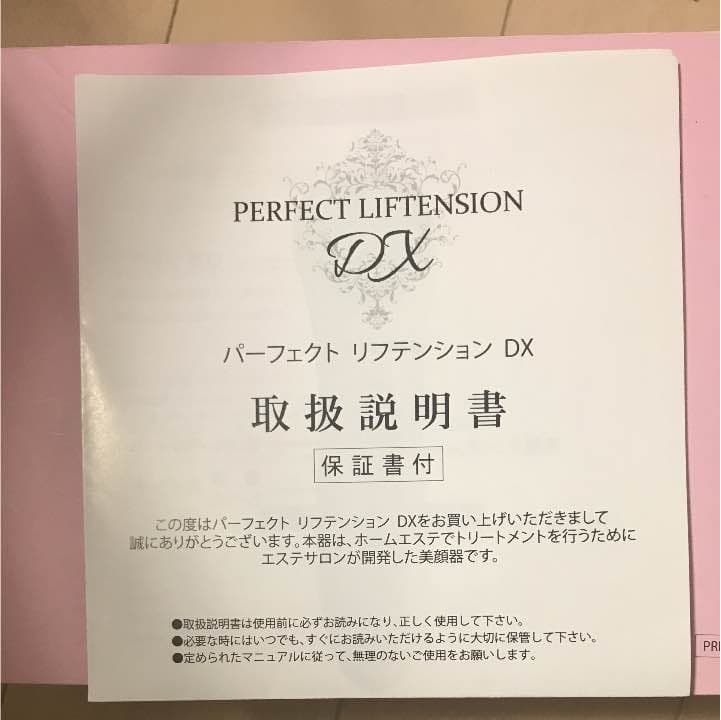 PERFECT LIFTENSION
DX
パーフェクト リフテンション DX
取扱説明書
保証書付
この度はパーフェクト リフテンション DXをお買い上げいただきまして
誠にありがとうございます。本器は、ホームエステでトリートメントを行うために
エステサロンが開発した美顔器です。
●取扱説明書は使用前に必ずお読みになり、正しく使用して下さい。
●必要な時にはいつでも、すぐにお読みいただけるように大切に保管して下さい。
●定められたマニュアルに従って、無理のないご使用をお願いします。